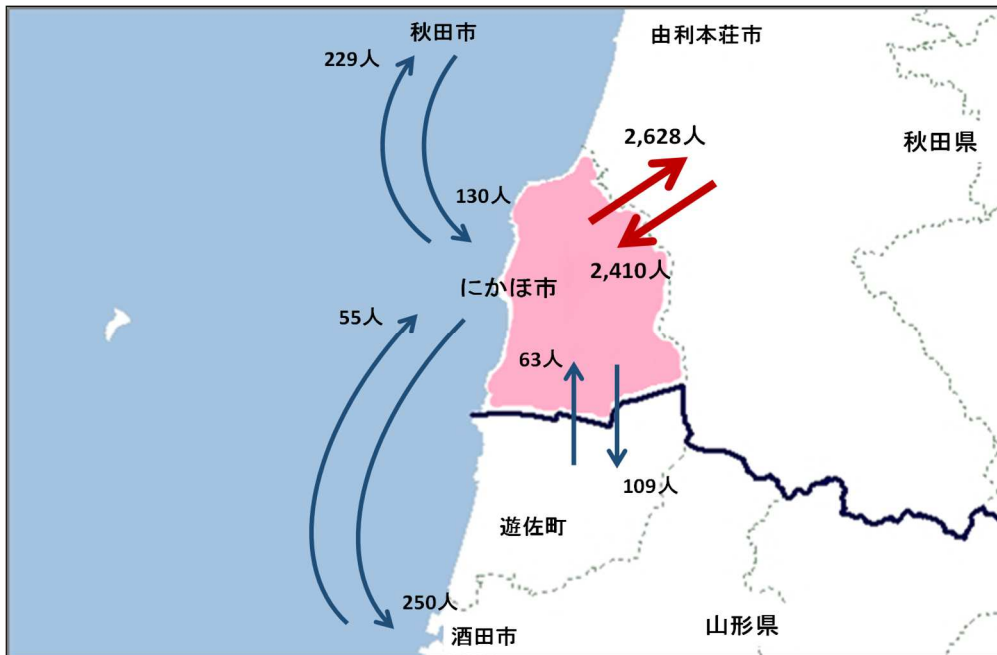 秋田市
由利本荘市
229人
2,628人
秋田県
130人
2,410人
にかほ市
55人
63人
109人
遊佐町
250人
酒田市
山形県